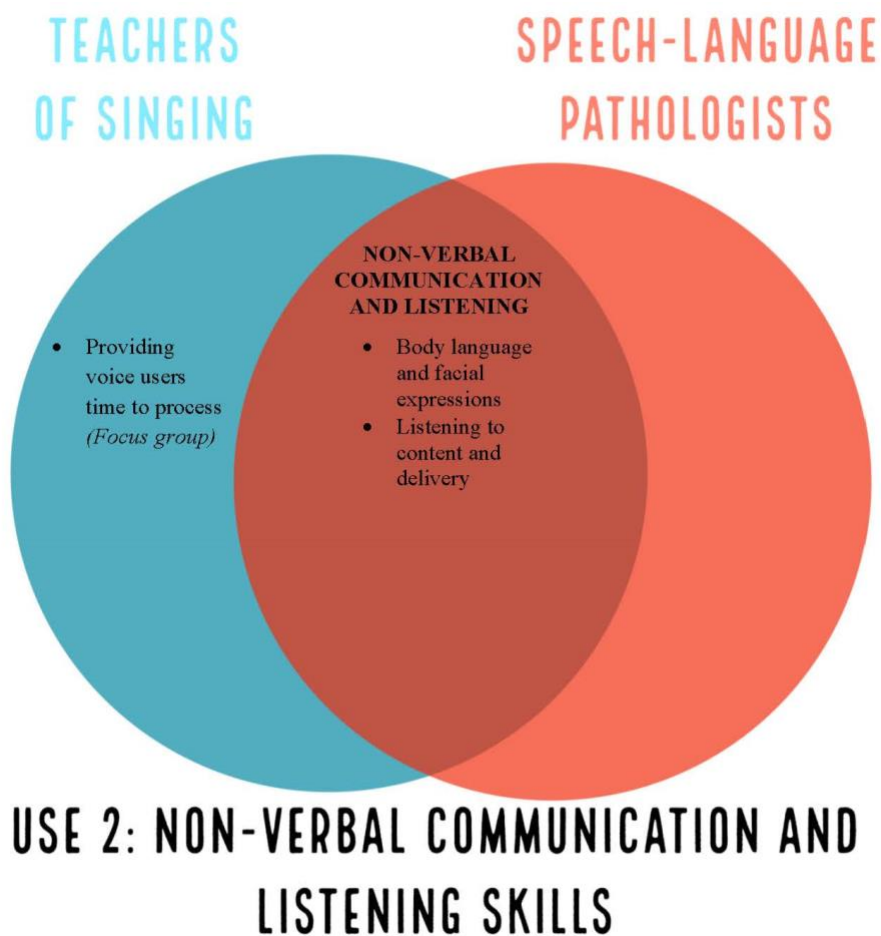 TEACHERS
OF SINGING
SPEECH-LANGUAGE
PATHOLOGISTS
NON-VERBAL
COMMUNICATION
AND LISTENING
• Providing
voice users
time to process
(Focus group)
• Body language
and facial
expressions
• Listening to
content and
delivery
USE 2: NON-VERBAL COMMUNICATION AND
LISTENING SKILLS